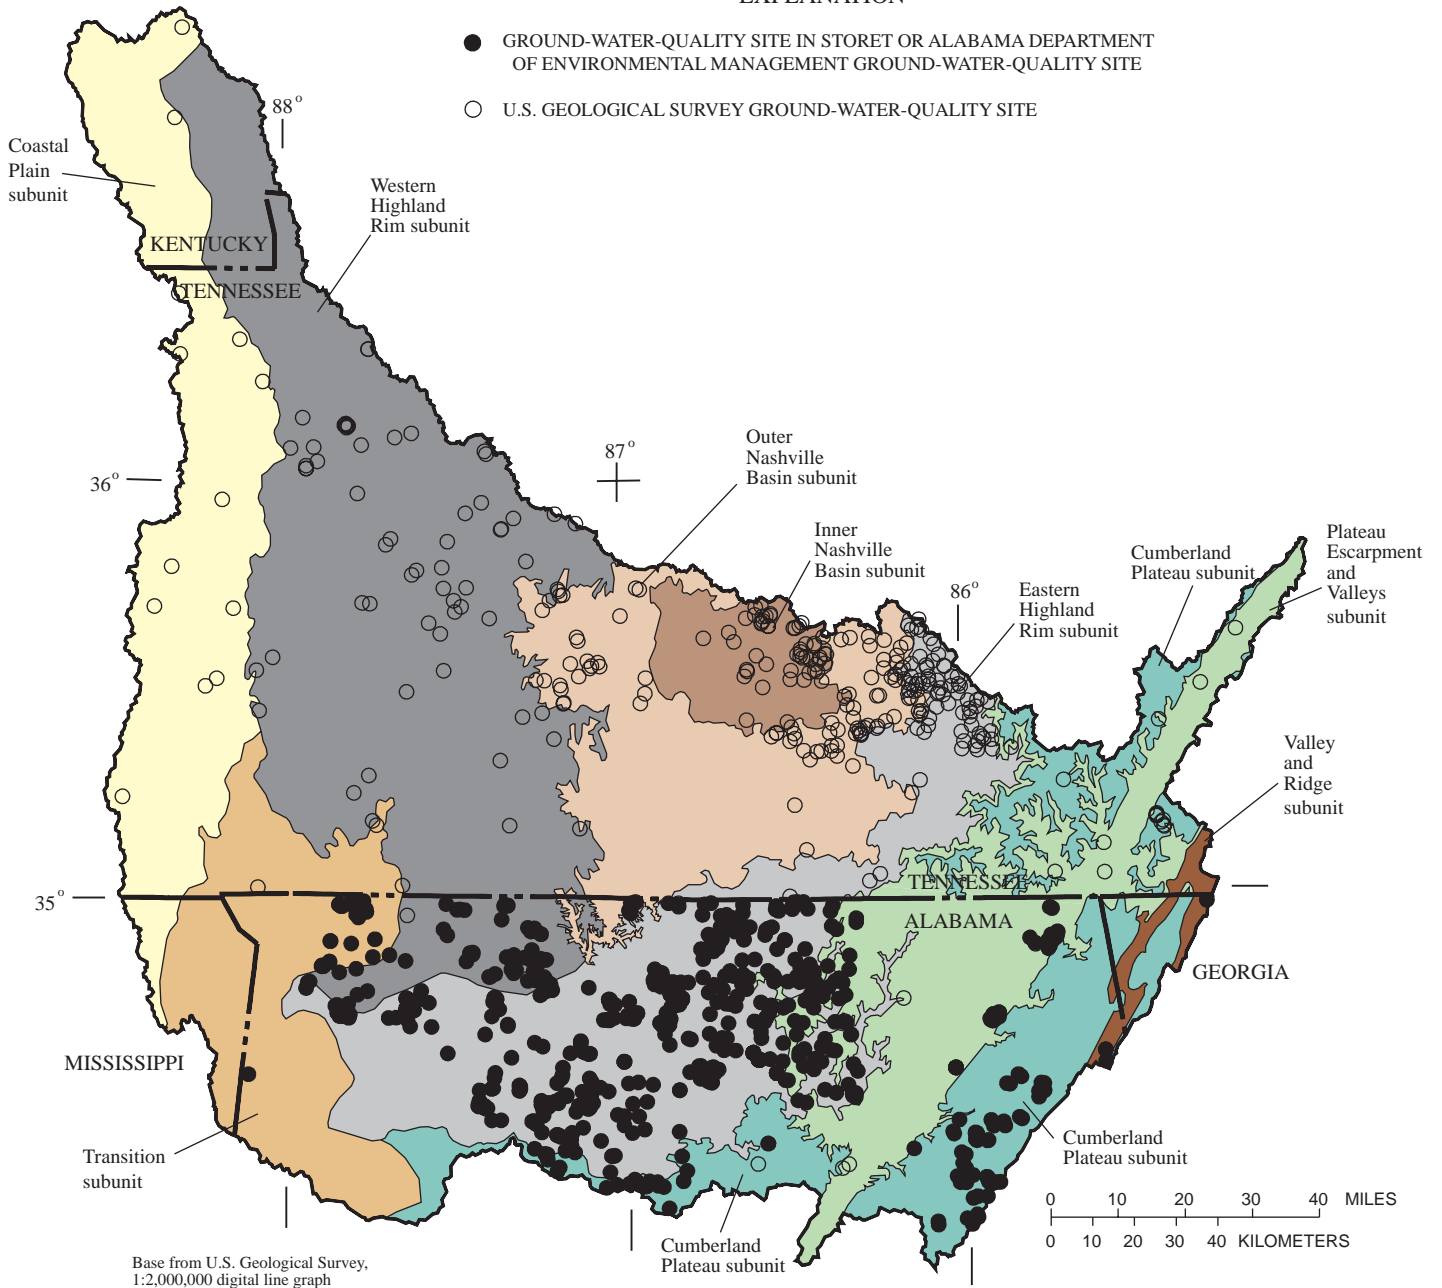 EXPLANATION
GROUND-WATER-QUALITY SITE IN STORET OR ALABAMA DEPARTMENT
OF ENVIRONMENTAL MANAGEMENT GROUND-WATER-QUALITY SITE
U.S. GEOLOGICAL SURVEY GROUND-WATER-QUALITY SITE
88°
Coastal
Plain
subunit
Western
Highland
Rim subunit
KENTUCKY
TENNESSEE
36°
87°
Outer
Nashville
Basin subunit
Inner
Nashville
Basin subunit
86°
Eastern
Highland
Rim subunit
Cumberland
Plateau subunit
Plateau
Escarpment
and
Valleys
subunit
Valley
and
Ridge
subunit
35°
TENNESSEE
ALABAMA
GEORGIA
MISSISSIPPI
Transition
subunit
Cumberland
Plateau subunit
Cumberland
Plateau subunit
0 10 20 30 40 MILES
0 10 20 30 40 KILOMETERS
Base from U.S. Geological Survey,
1:2,000,000 digital line graph